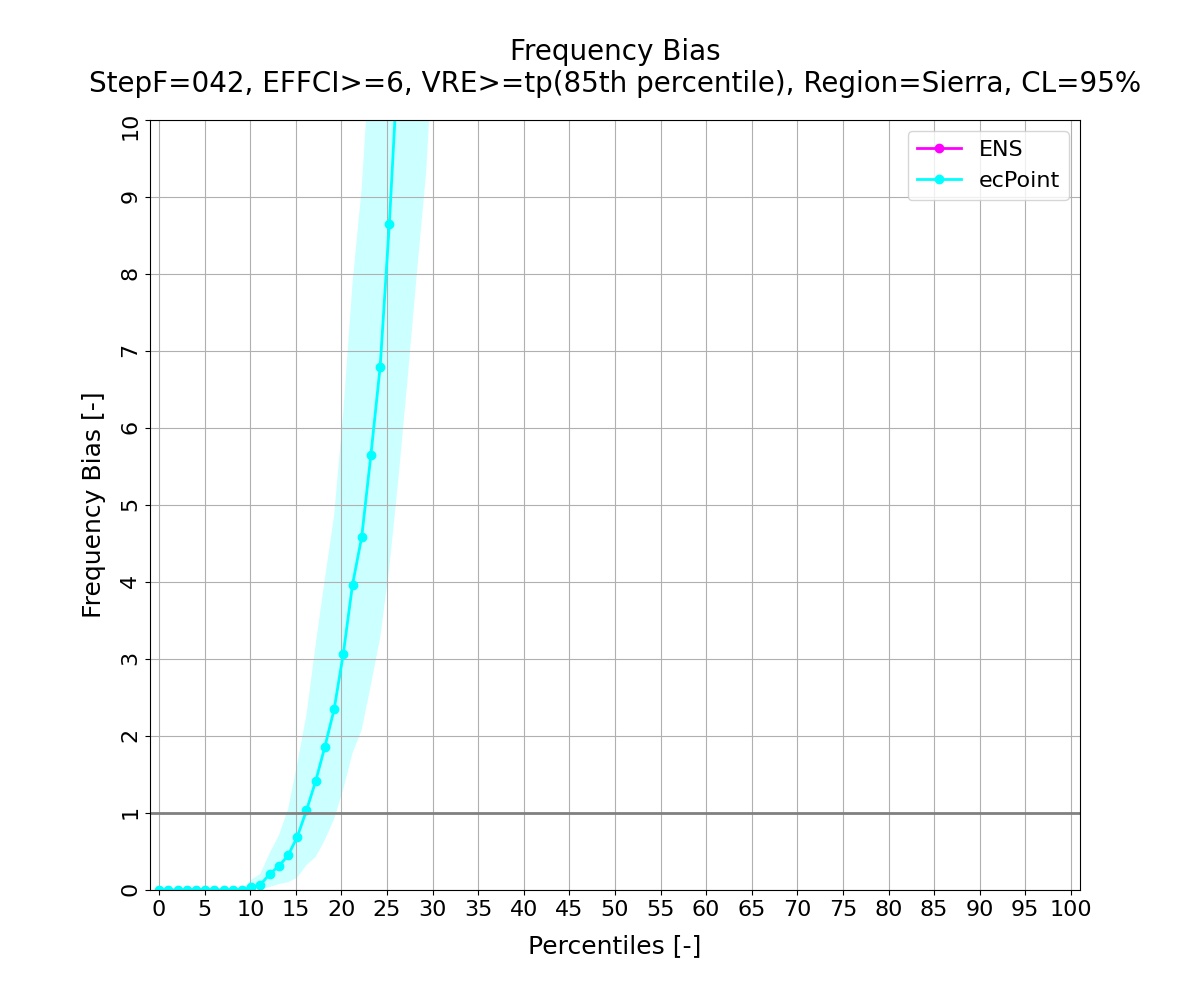 Frequency Bias
StepF=042, EFFCI>=6, VRE>=tp(85th percentile), Region=Sierra, CL=95%
ENS
ecPoint
Frequency Bias [-]
10
9
8
7
6
5
4
3
2
1
0
0 5 10 15 20 25 30 35 40 45 50 55 60 65 70 75 80 85 90 95 100
Percentiles [-]